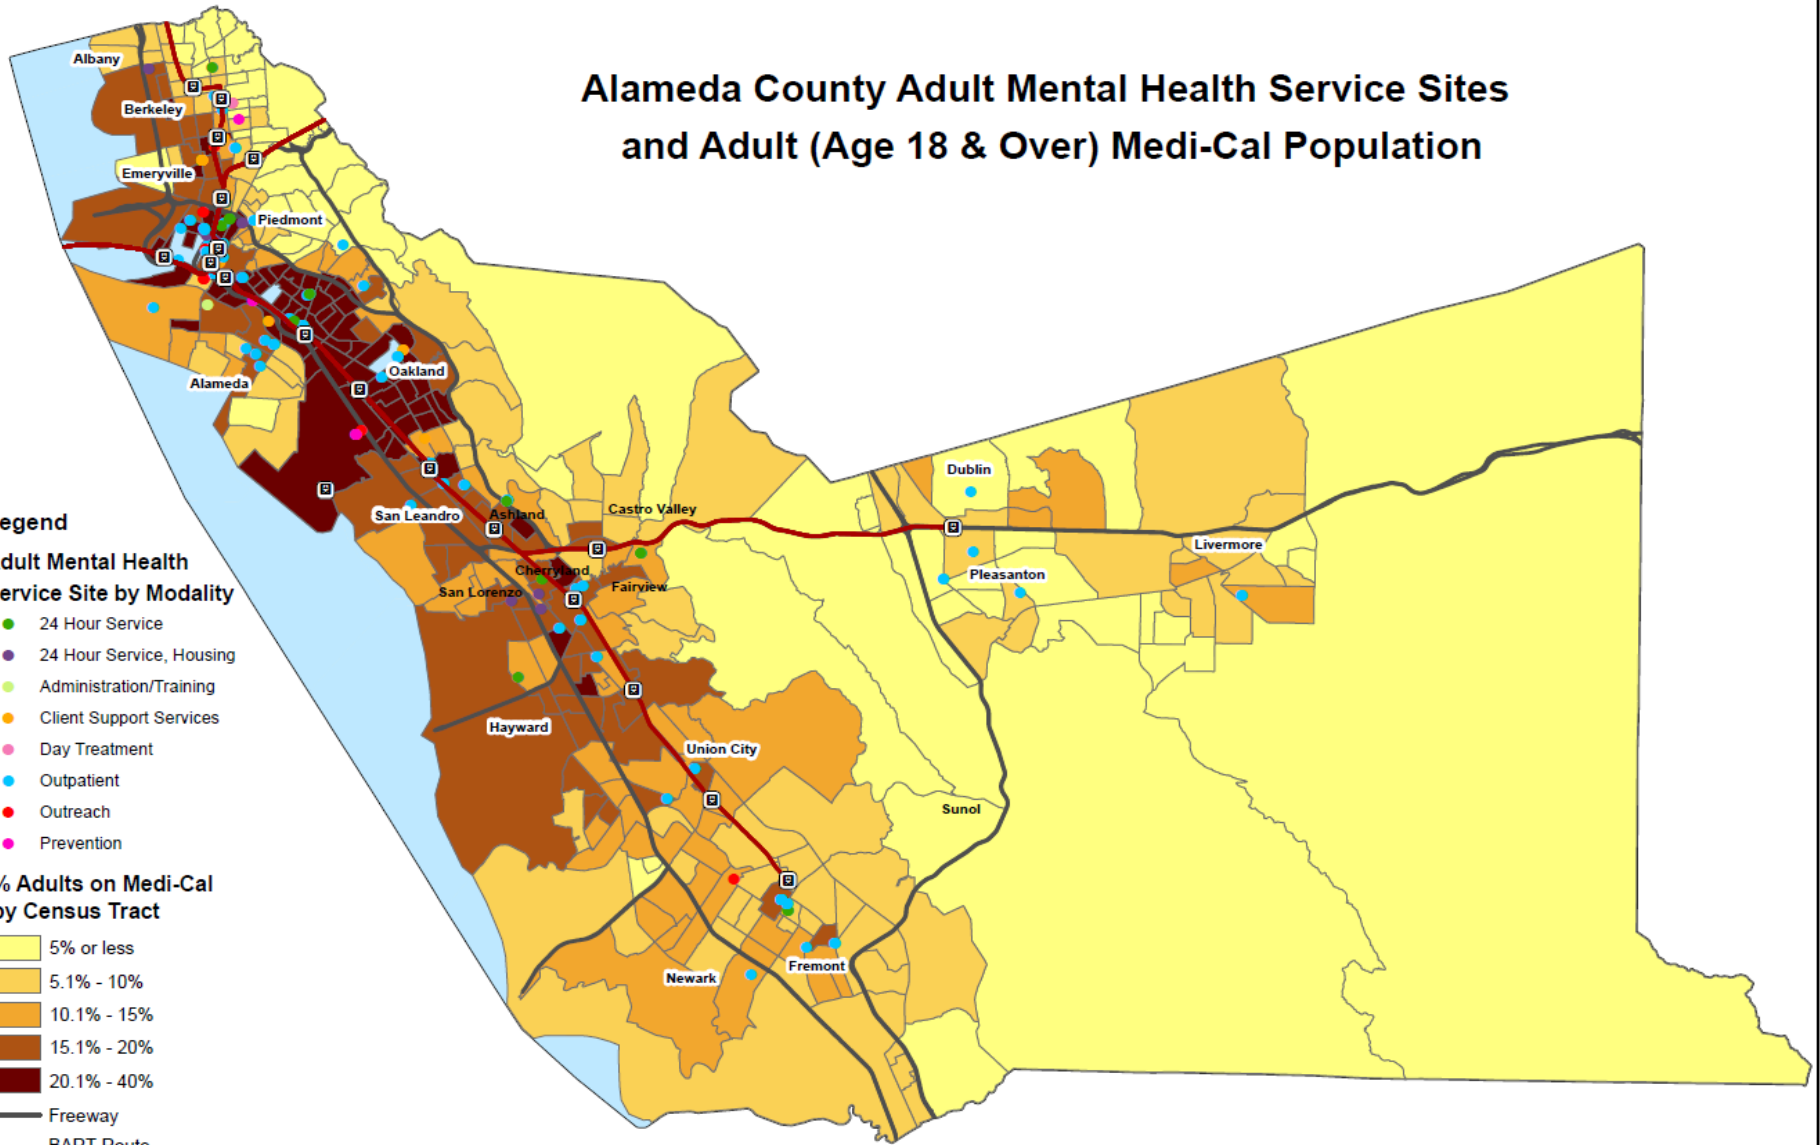 Alameda County Adult Mental Health Service Sites
and Adult (Age 18 & Over) Medi-Cal Population
Albany
Berkeley
Emeryville
Piedmont
Oakland
Alameda
San Leandro
Ashland
Castro Valley
Cherryland
San Lorenzo
Fairview
Dublin
Livermore
Pleasanton
Hayward
Union City
Sunol
Newark
Fremont
egend
dult Mental Health
ervice Site by Modality
24 Hour Service
24 Hour Service, Housing
Administration/Training
Client Support Services
Day Treatment
Outpatient
Outreach
Prevention
% Adults on Medi-Cal
by Census Tract
5% or less
5.1% - 10%
10.1% - 15%
15.1% - 20%
20.1% - 40%
Freeway
BART Route